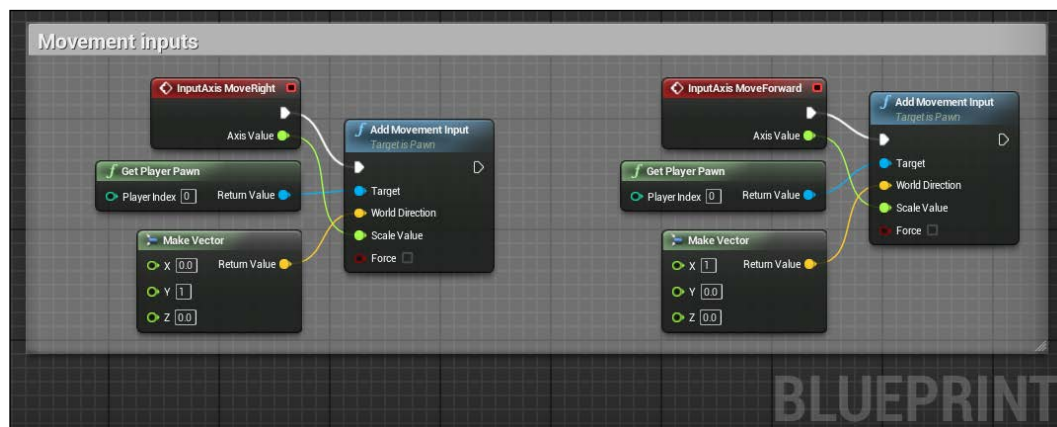 Movement inputs
InputAxis MoveRight
Axis Value
Get Player Pawn
Player Index 0 Return Value
Make Vector
X 0.0 Return Value
Y 1
Z 0.0
f Add Movement Input
Target is Pawn
Target
World Direction
Scale Value
Force
InputAxis MoveForward
Axis Value
f Get Player Pawn
Player Index 0 Return Value
Make Vector
X 1 Return Value
Y 0.0
Z 0.0
f Add Movement Input
Target is Pawn
Target
World Direction
Scale Value
Force
BLUEPRINT